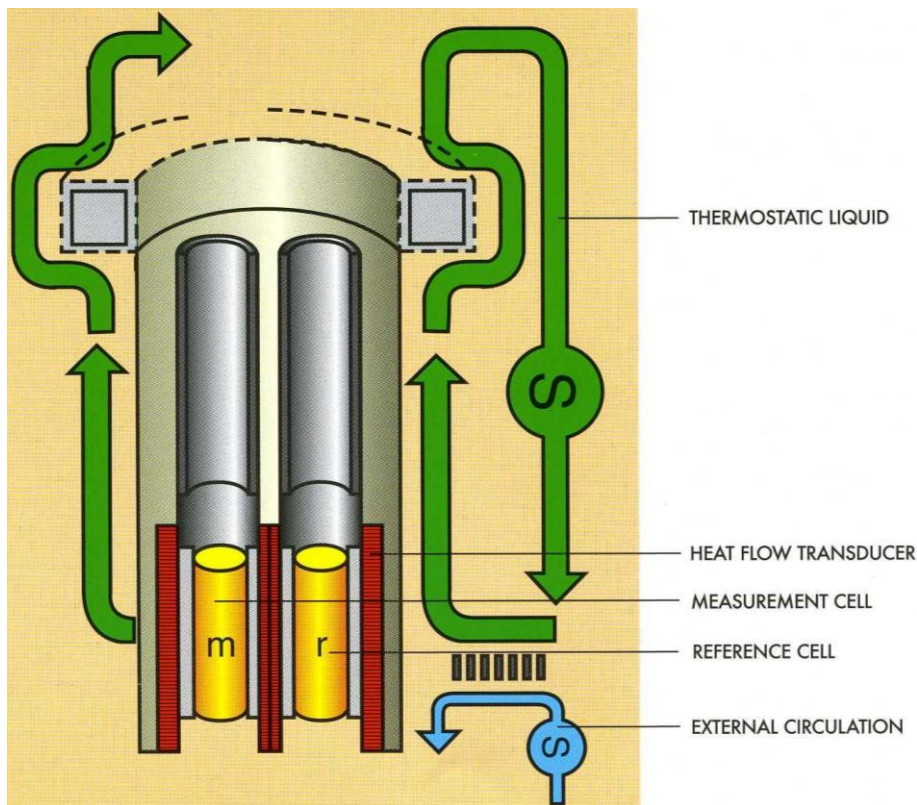 THERMOSTATIC LIQUID
S
HEAT FLOW TRANSDUCER
MEASUREMENT CELL
m
r
REFERENCE CELL
EXTERNAL CIRCULATION
S